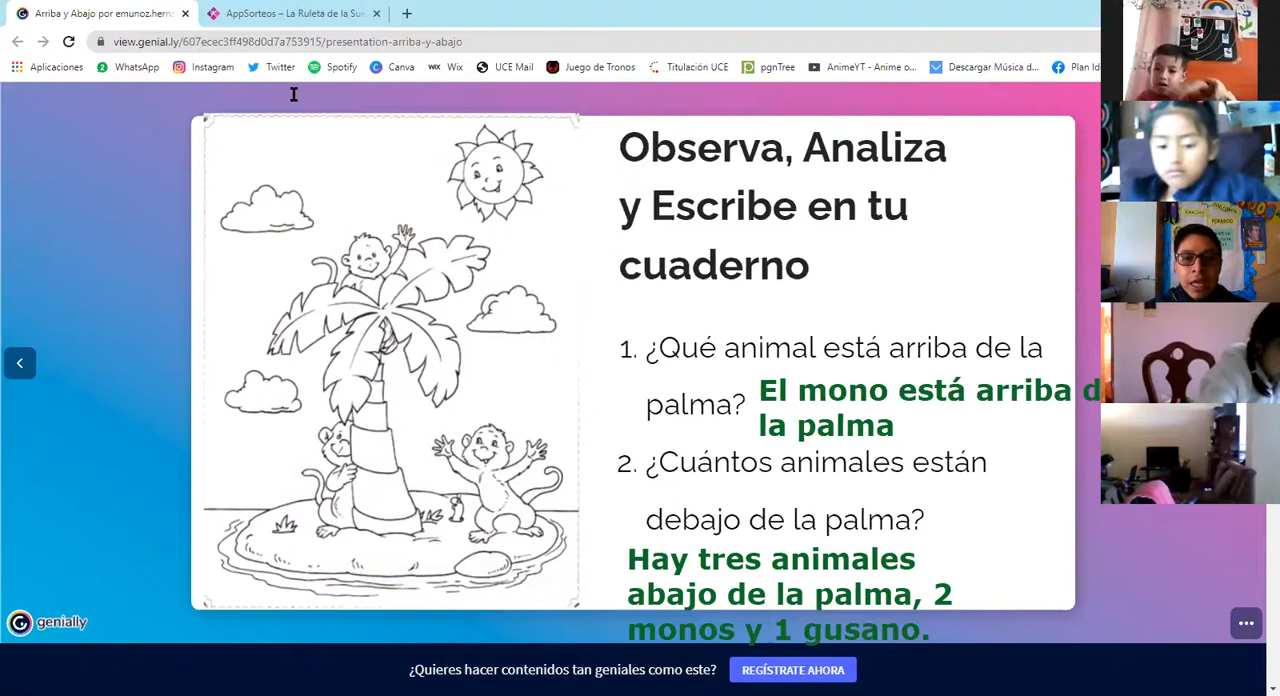 Arriba y Abajo por emunoz.herna
AppSorteos – La Ruleta de la Sue
view.genial.ly/607ecec3ff498d0d7a753915/presentation-arriba-y-abajo
Aplicaciones WhatsApp Instagram Twitter Spotify Canva Wix UCE Mail Juego de Tronos Titulación UCE pgnTree AnimeYT - Anime o... Descargar Música d... Plan Id
Observa, Analiza
y Escribe en tu
cuaderno
1. ¿Qué animal está arriba de la
palma?
El mono está arriba d
la palma
2. ¿Cuántos animales están
debajo de la palma?
Hay tres animales
abajo de la palma, 2
monos y 1 gusano.
genially
¿Quieres hacer contenidos tan geniales como este? REGÍSTRATE AHORA